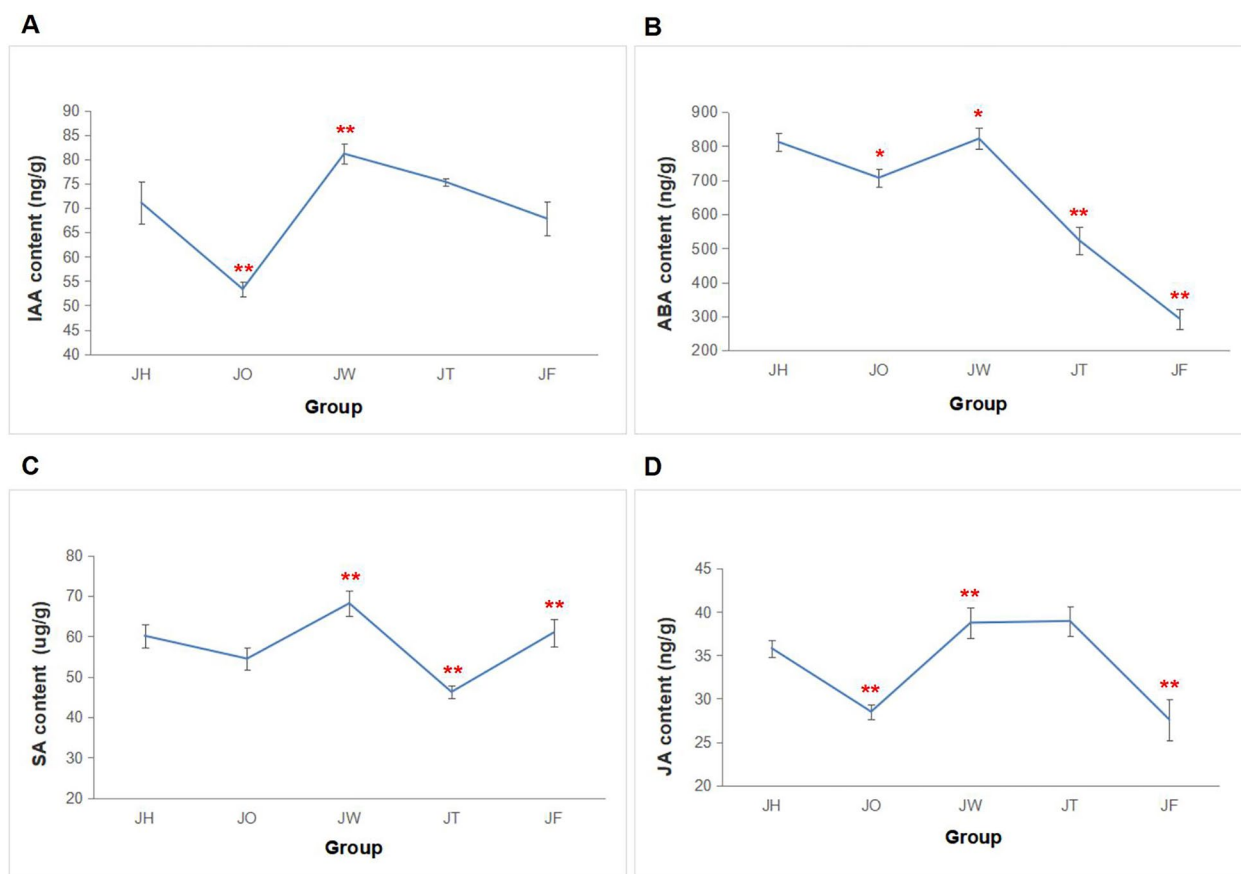 A
IAA content (ng/g)
90
85
80
75
70
65
60
55
50
45
40
**
**
JH JO JW JT JF
Group
B
ABA content (ng/g)
900
800
700
600
500
400
300
200
*
*
**
**
JH JO JW JT JF
Group
C
SA content (ug/g)
80
70
60
50
40
30
20
**
**
**
JH JO JW JT JF
Group
D
JA content (ng/g)
45
40
35
30
25
20
**
**
**
JH JO JW JT JF
Group